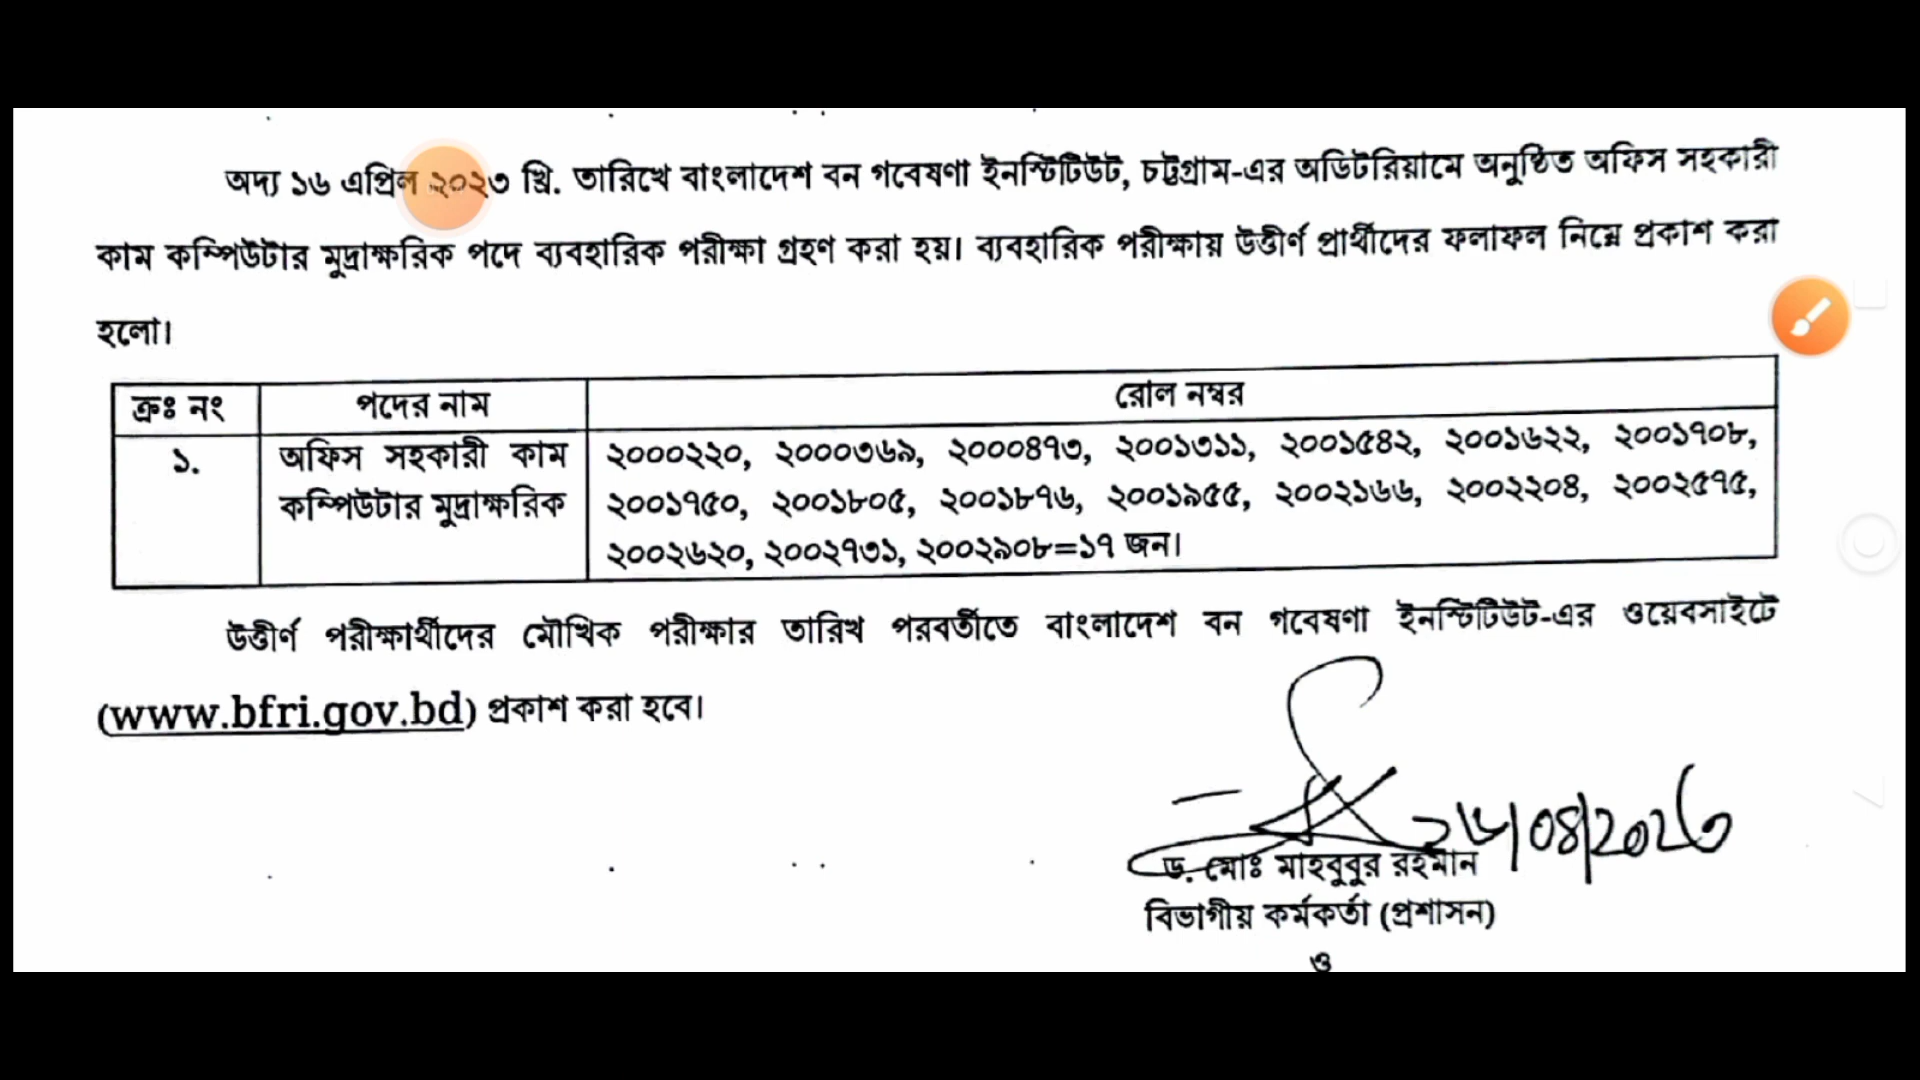 অদ্য ১৬ এপ্রিল ২০২৩ খ্রি. তারিখে বাংলাদেশ বন গবেষণা ইনস্টিটিউট, চট্টগ্রাম-এর অডিটরিয়ামে অনুষ্ঠিত অফিস সহকারী
কাম কম্পিউটার মুদ্রাক্ষরিক পদে ব্যবহারিক পরীক্ষা গ্রহণ করা হয়। ব্যবহারিক পরীক্ষায় উত্তীর্ণ প্রার্থীদের ফলাফল নিম্নে প্রকাশ করা
হলো।
ক্রঃ নং পদের নাম রোল নম্বর
১. অফিস সহকারী কাম ২০০০২২০, ২০০০৩৬৯, ২০০০৪৭৩, ২০০১৩১১, ২০০১৫৪২, ২০০১৬২২, ২০০১৭০৮,
কম্পিউটার মুদ্রাক্ষরিক ২০০১৭৫০, ২০০১৮০৫, ২০০১৮৭৬, ২০০১৯৫৫, ২০০২১৬৬, ২০০২২০৪, ২০০২৫৭৫,
২০০২৬২০, ২০০২৭৩১, ২০০২৯০৮=১৭ জন।
উত্তীর্ণ পরীক্ষার্থীদের মৌখিক পরীক্ষার তারিখ পরবর্তীতে বাংলাদেশ বন গবেষণা ইনস্টিটিউট-এর ওয়েবসাইটে
(www.bfri.gov.bd) প্রকাশ করা হবে।
ড. মোঃ মাহবুবুর রহমান
বিভাগীয় কর্মকর্তা (প্রশাসন)
ও